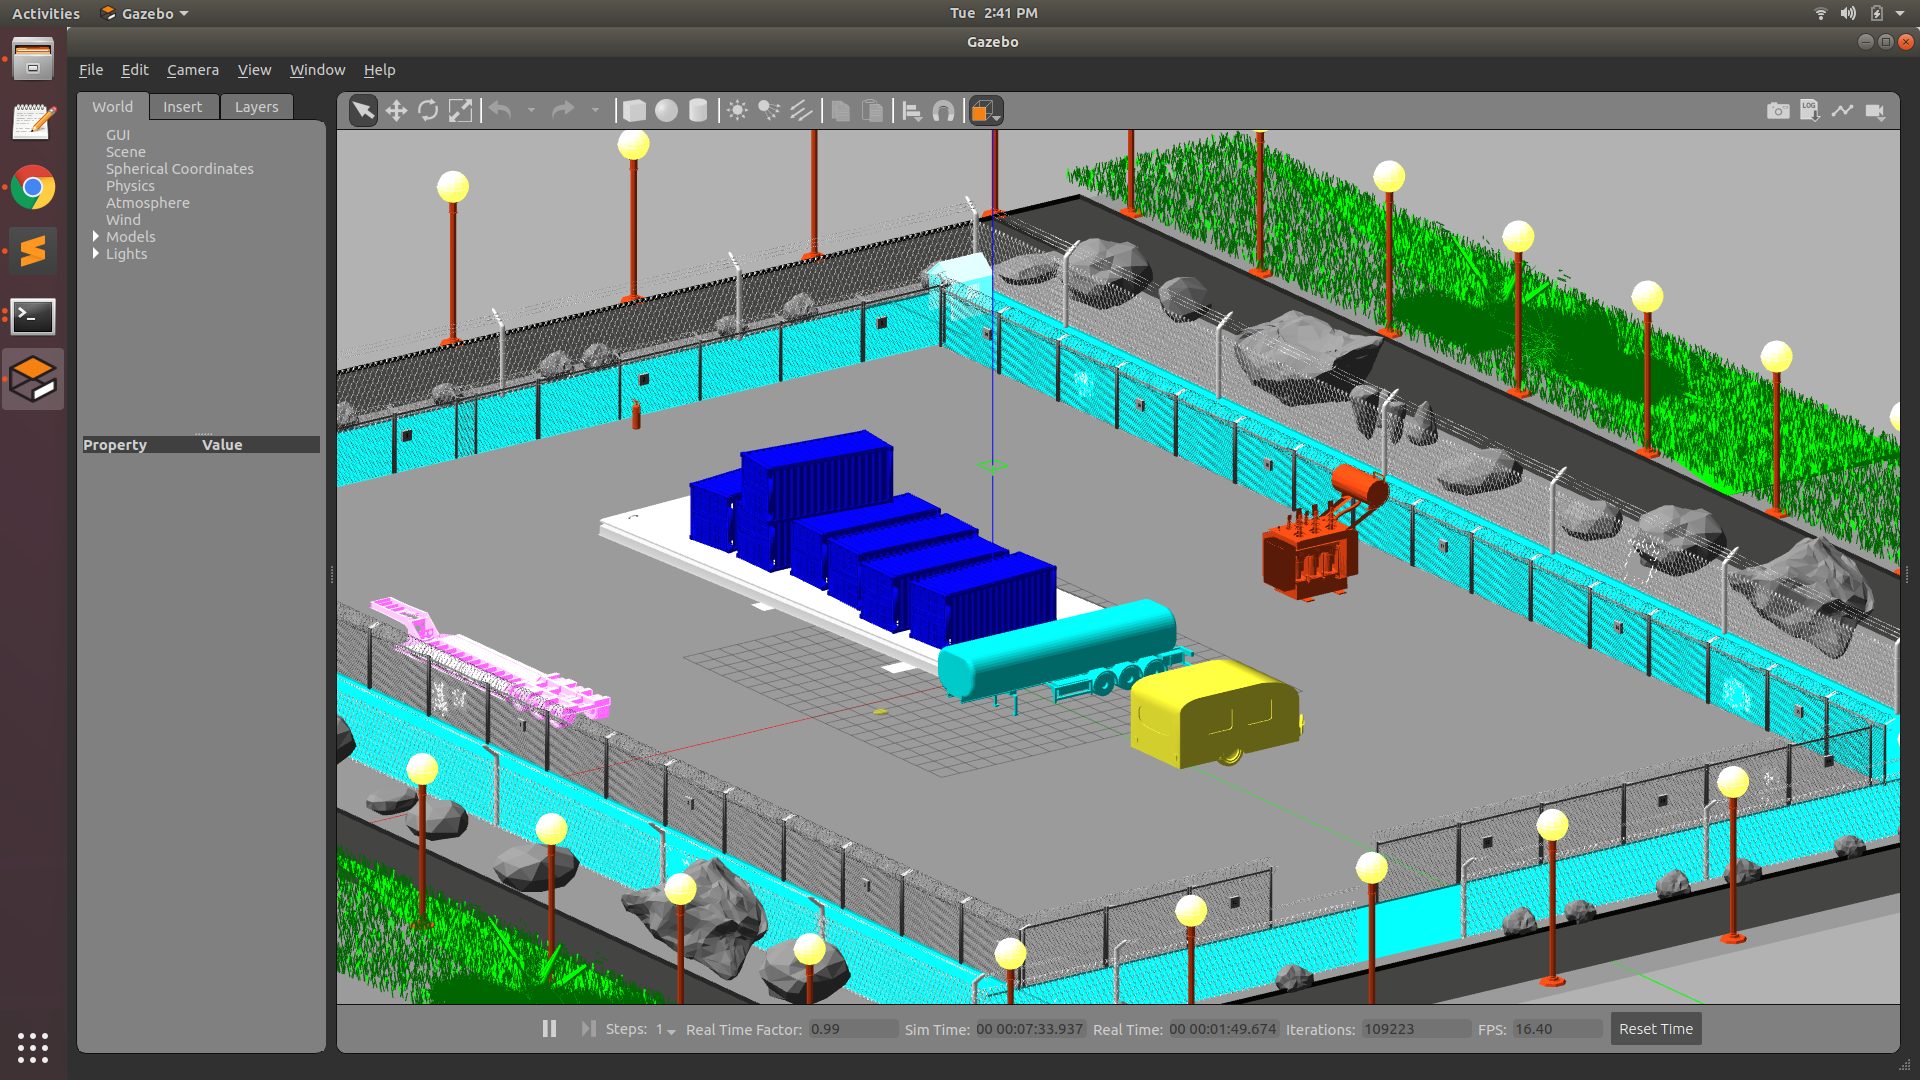 Activities Gazebo Tue 2:41 PM
Gazebo
File Edit Camera View Window Help
World Insert Layers
LOG
GUI
Scene
Spherical Coordinates
Physics
Atmosphere
Wind
Models
Lights
Property Value
Steps: 1 Real Time Factor: 0.99 Sim Time: 00 00:07:33.937 Real Time: 00 00:01:49.674 Iterations: 109223 FPS: 16.40 Reset Time